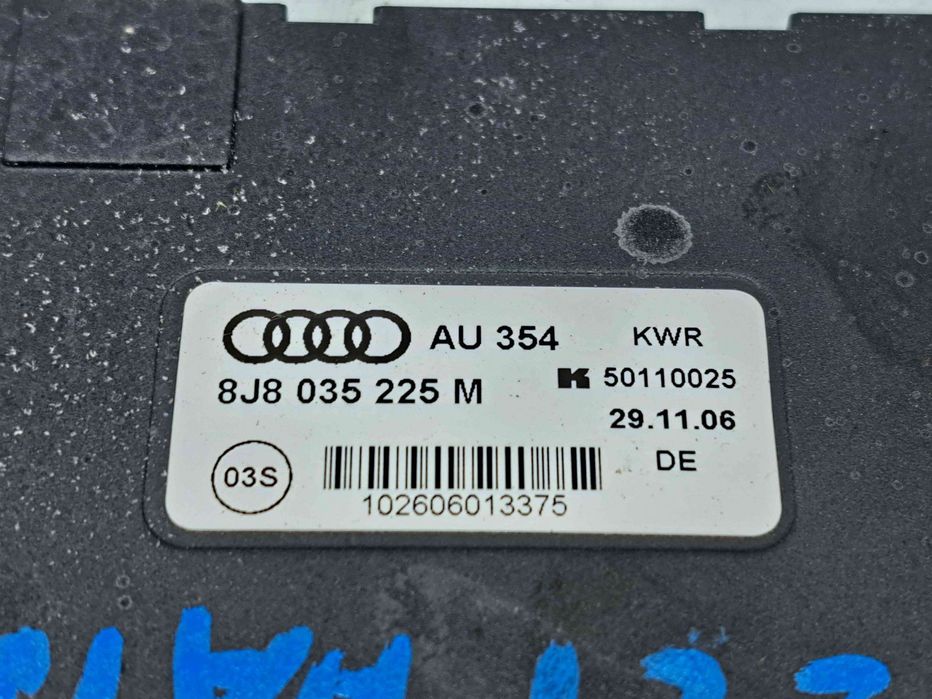 AU 354 KWR
8J8 035 225 M K 50110025
29.11.06
03S DE
102606013375